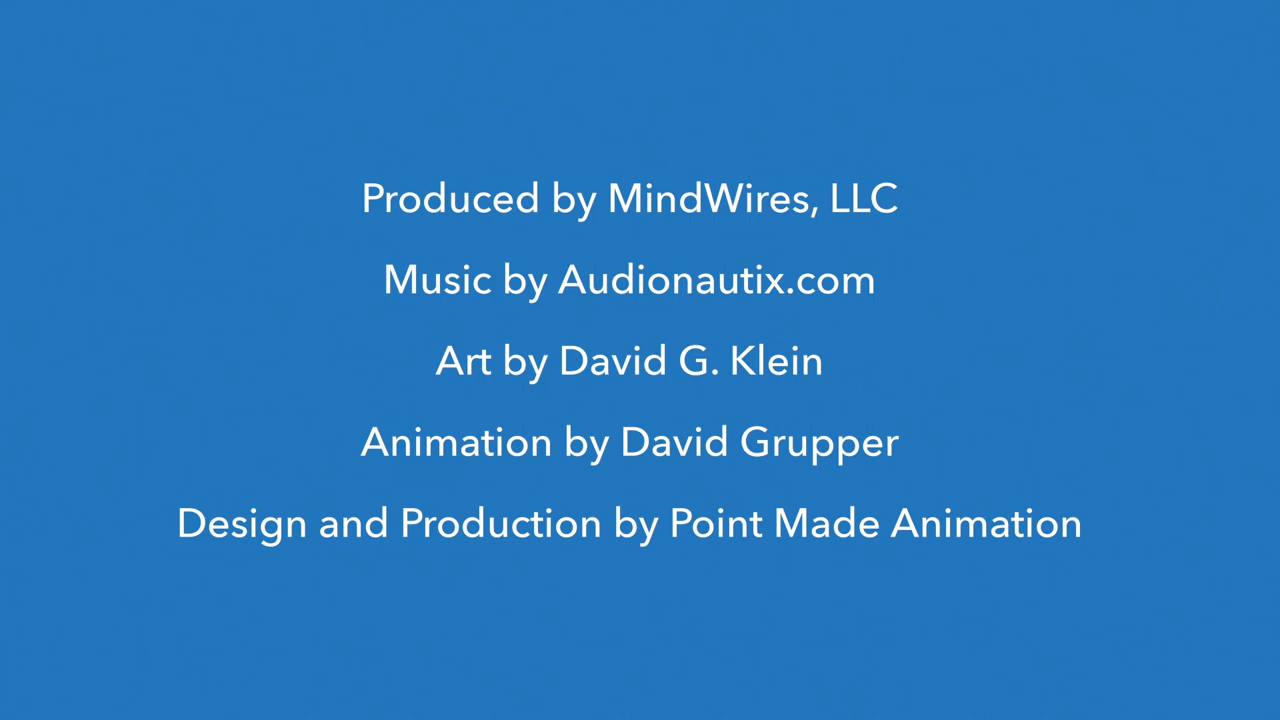 Produced by MindWires, LLC
Music by Audionautix.com
Art by David G. Klein
Animation by David Grupper
Design and Production by Point Made Animation